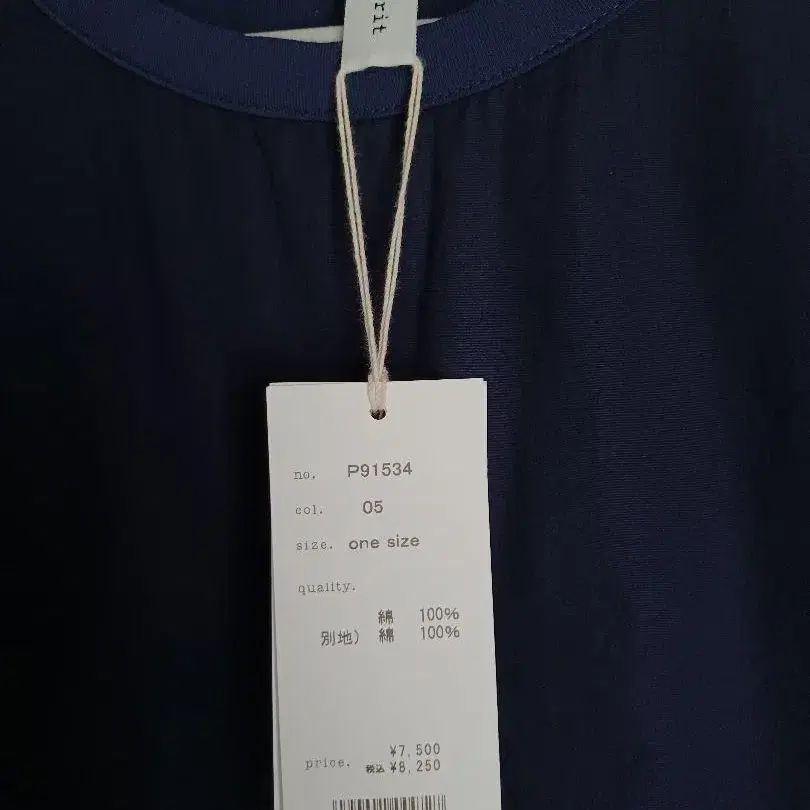 rit
no. P91534
col. 05
size. one size
quality.
綿 100%
別地) 綿 100%
¥7,500
price. 税込 ¥8,250